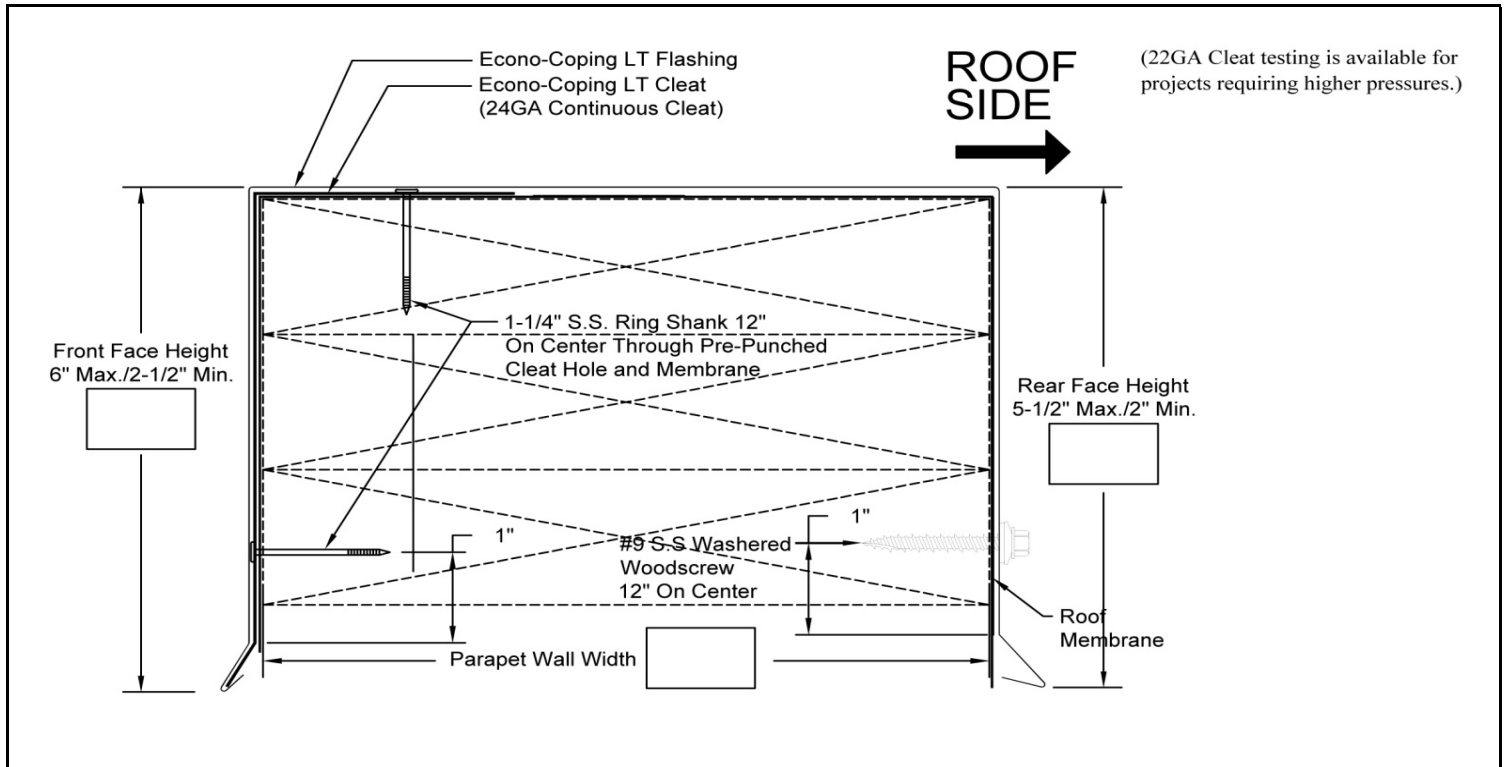 Econo-Coping LT Flashing
Econo-Coping LT Cleat
(24GA Continuous Cleat)
ROOF
SIDE
(22GA Cleat testing is available for
projects requiring higher pressures.)
1-1/4" S.S. Ring Shank 12"
On Center Through Pre-Punched
Cleat Hole and Membrane
Front Face Height
6" Max./2-1/2" Min.
Rear Face Height
5-1/2" Max./2" Min.
1"
1"
#9 S.S Washered
Woodscrew
12" On Center
Roof
Membrane
Parapet Wall Width